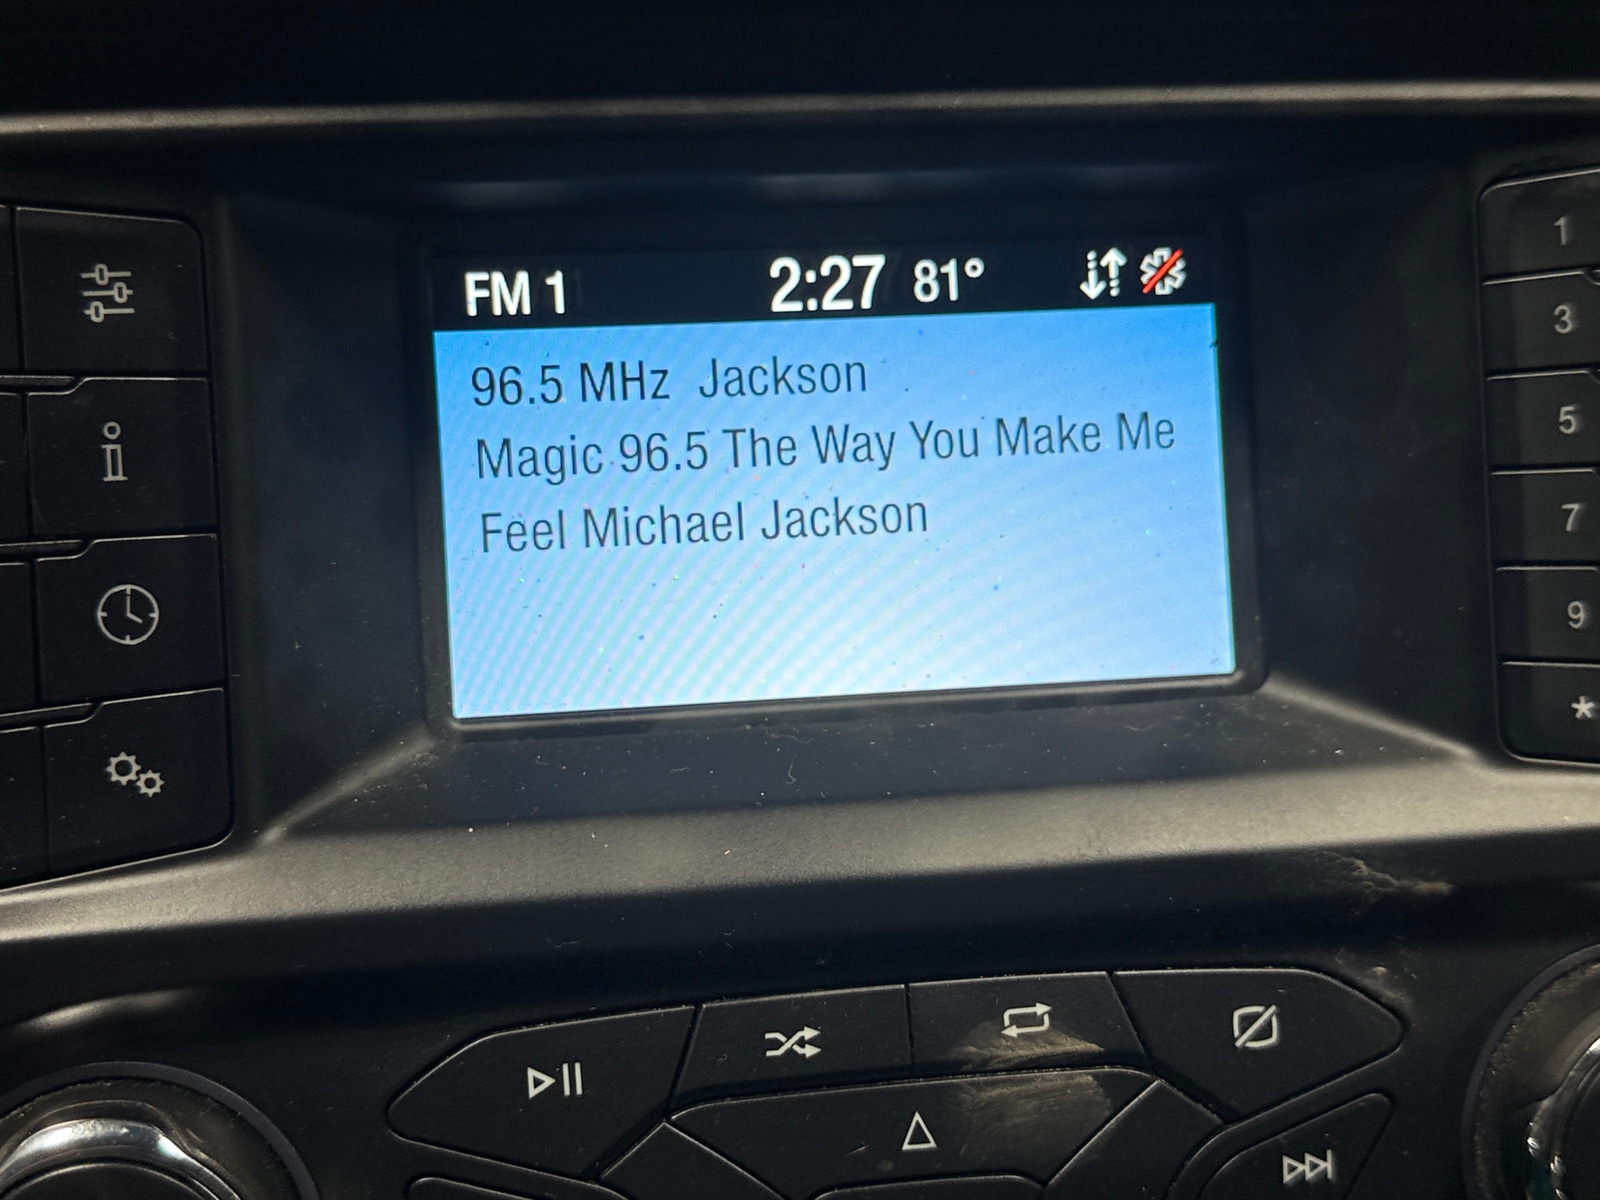 FM 1 2:27 81°
96.5 MHz Jackson
Magic 96.5 The Way You Make Me
Feel Michael Jackson
1
3
5
7
9
*